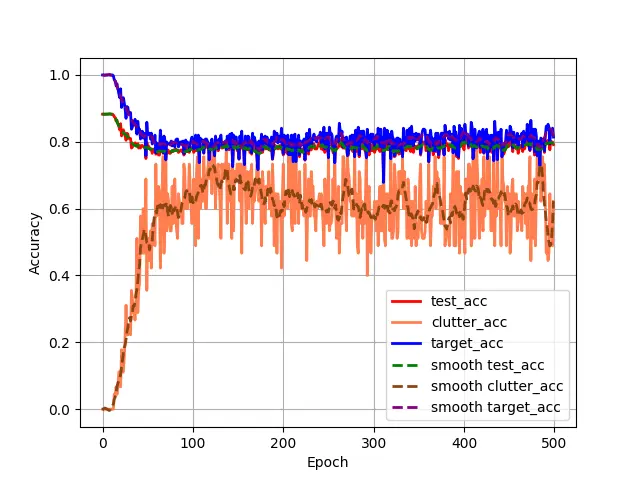 1.0
0.8
0.6
0.4
0.2
0.0
Accuracy
0 100 200 300 400 500
Epoch
test_acc
clutter_acc
target_acc
smooth test_acc
smooth clutter_acc
smooth target_acc